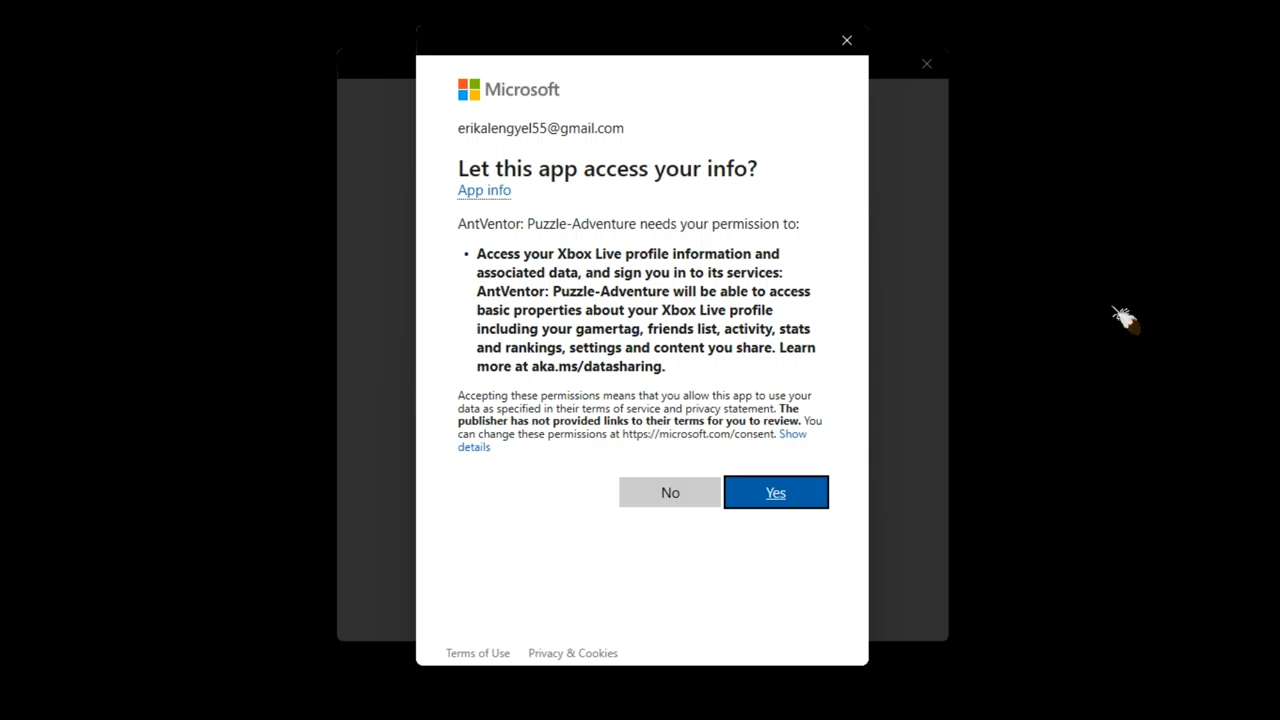 Microsoft
erikalengyel55@gmail.com
Let this app access your info?
App info
AntVentor: Puzzle-Adventure needs your permission to:
• Access your Xbox Live profile information and
associated data, and sign you in to its services:
AntVentor: Puzzle-Adventure will be able to access
basic properties about your Xbox Live profile
including your gamertag, friends list, activity, stats
and rankings, settings and content you share. Learn
more at aka.ms/datasharing.
Accepting these permissions means that you allow this app to use your
data as specified in their terms of service and privacy statement. The
publisher has not provided links to their terms for you to review. You
can change these permissions at https://microsoft.com/consent. Show
details
No
Yes
Terms of Use
Privacy & Cookies